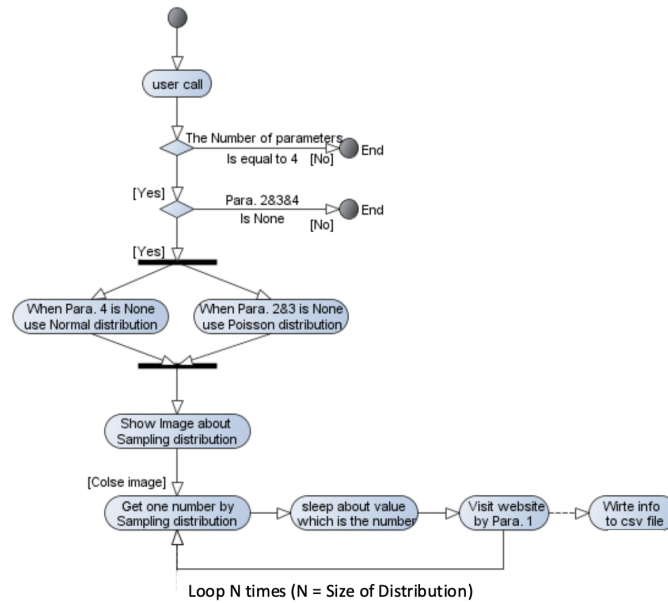 user call
The Number of parameters
Is equal to 4 [No]
End
[Yes]
Para. 2&3&4
Is None
[No]
End
[Yes]
When Para. 4 is None
use Normal distribution
When Para. 2&3 is None
use Poisson distribution
Show Image about
Sampling distribution
[Colse image]
Get one number by
Sampling distribution
sleep about value
which is the number
Visit website
by Para. 1
Wirte info
to csv file
Loop N times (N = Size of Distribution)